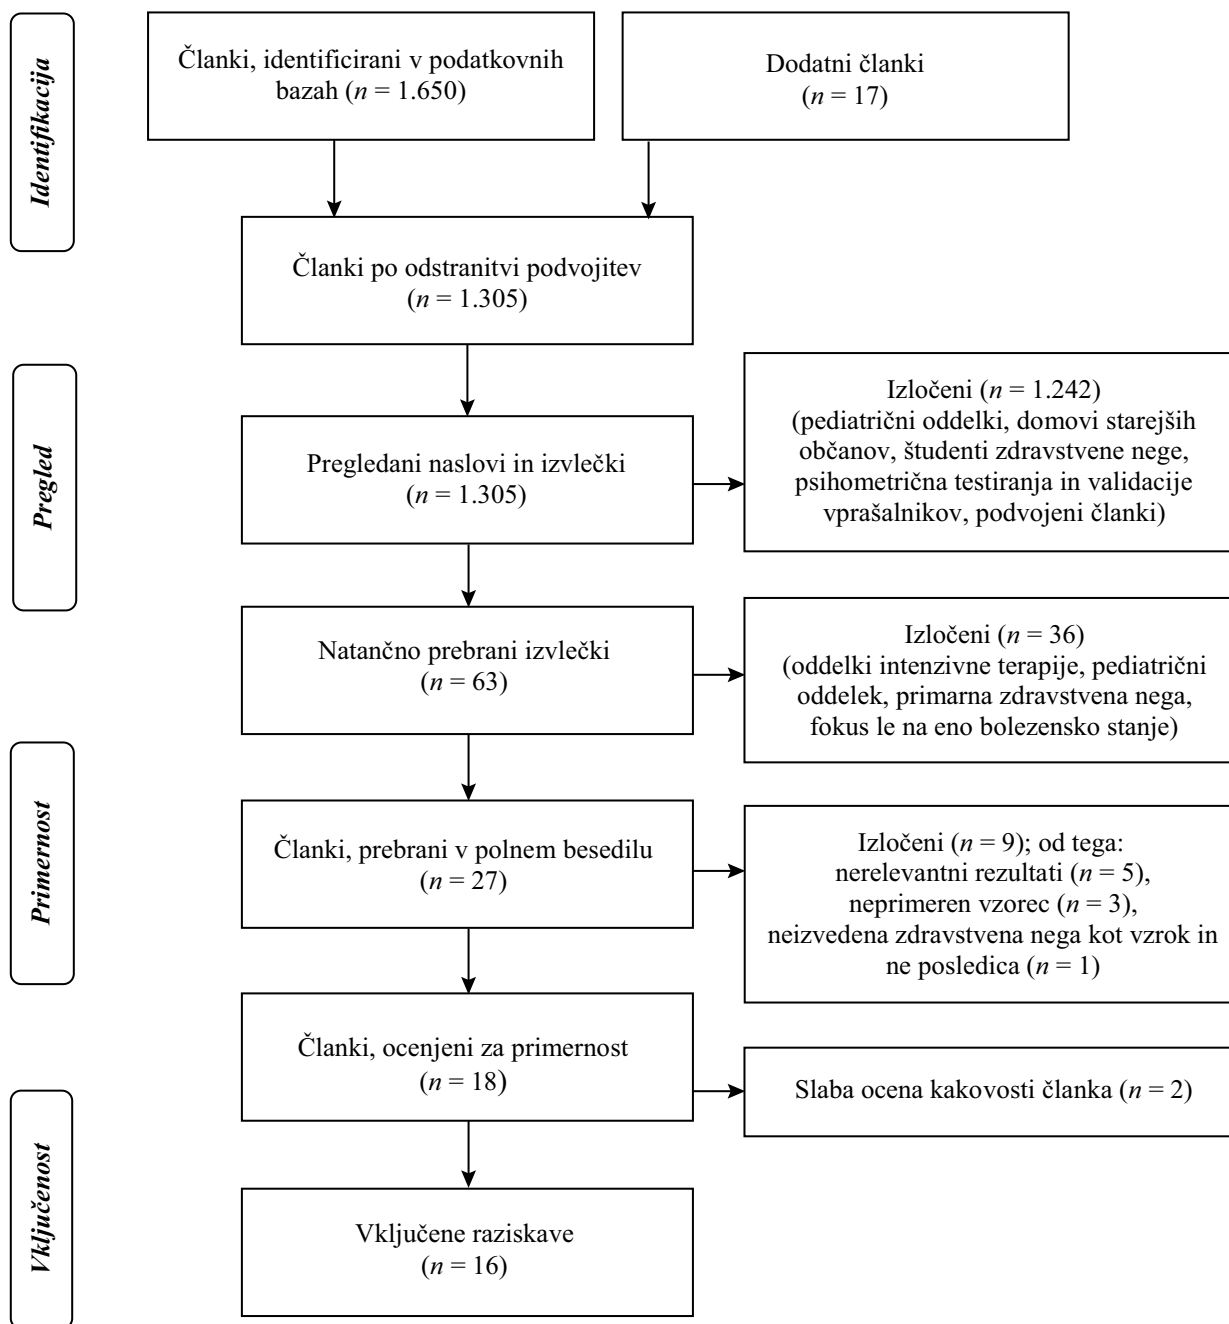 Identifikacija
Članki, identificirani v podatkovnih
bazah (n = 1.650)
Dodatni članki
(n = 17)
Članki po odstranitvi podvojitev
(n = 1.305)
Pregled
Pregledani naslovi in izvlečki
(n = 1.305)
Izločeni (n = 1.242)
(pediatrični oddelki, domovi starejših
občanov, študenti zdravstvene nege,
psihometrična testiranja in validacije
vprašalnikov, podvojeni članki)
Natančno prebrani izvlečki
(n = 63)
Izločeni (n = 36)
(oddelki intenzivne terapije, pediatrični
oddelek, primarna zdravstvena nega,
fokus le na eno bolezensko stanje)
Primernost
Članki, prebrani v polnem besedilu
(n = 27)
Izločeni (n = 9); od tega:
nerelevantni rezultati (n = 5),
neprimeren vzorec (n = 3),
neizvedena zdravstvena nega kot vzrok in
ne posledica (n = 1)
Članki, ocenjeni za primernost
(n = 18)
Slaba ocena kakovosti članka (n = 2)
Vključenost
Vključene raziskave
(n = 16)